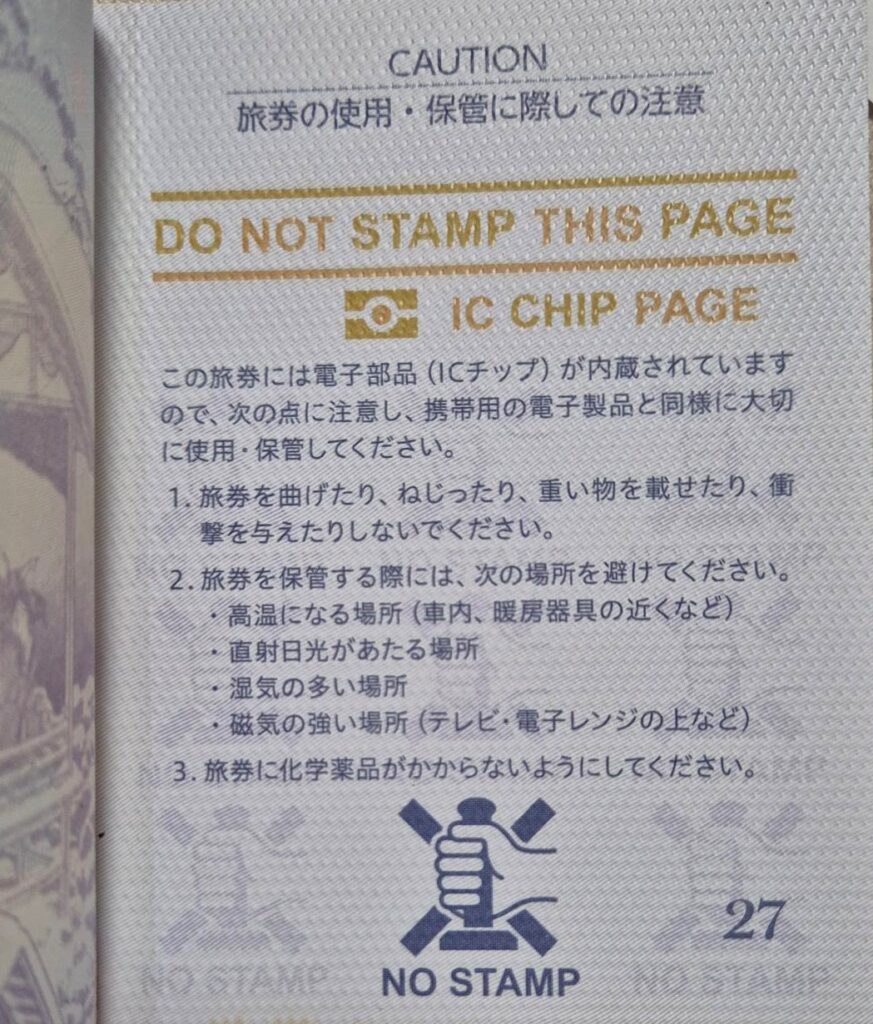 CAUTION
旅券の使用・保管に際しての注意
DO NOT STAMP THIS PAGE
IC CHIP PAGE
この旅券には電子部品（ICチップ）が内蔵されています
ので、次の点に注意し、携帯用の電子製品と同様に大切
に使用・保管してください。
1. 旅券を曲げたり、ねじったり、重い物を載せたり、衝
撃を与えたりしないでください。
2. 旅券を保管する際には、次の場所を避けてください。
・高温になる場所（車内、暖房器具の近くなど）
・直射日光があたる場所
・湿気の多い場所
・磁気の強い場所（テレビ・電子レンジの上など）
3. 旅券に化学薬品がかからないようにしてください。
27
NO STAMP NO STAMP NO STAMP